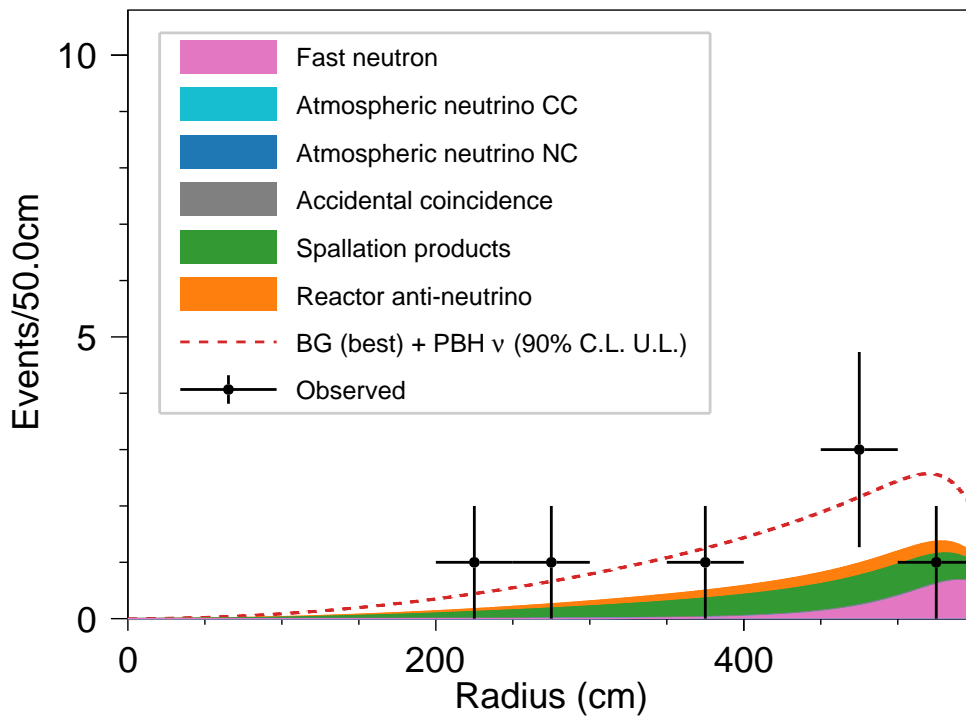 10
5
0
Events/50.0cm
Fast neutron
Atmospheric neutrino CC
Atmospheric neutrino NC
Accidental coincidence
Spallation products
Reactor anti-neutrino
BG (best) + PBH ν (90% C.L. U.L.)
Observed
0 200 400
Radius (cm)